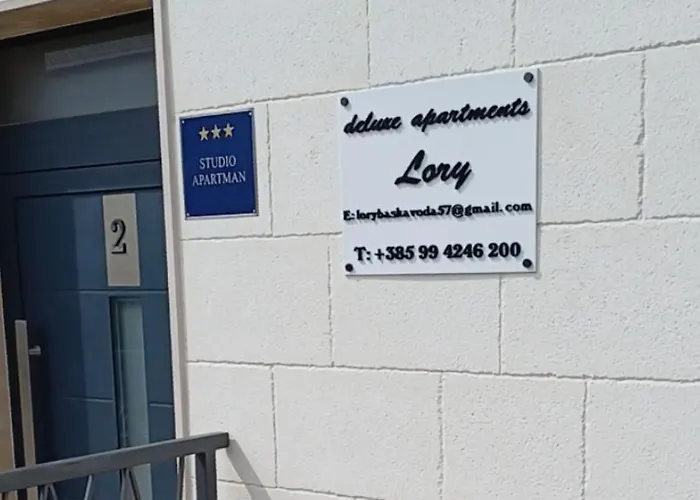 2
STUDIO
APARTMAN
deluxe apartments
Lory
E: lorybaskavoda57@gmail.com
T: +385 99 4246 200